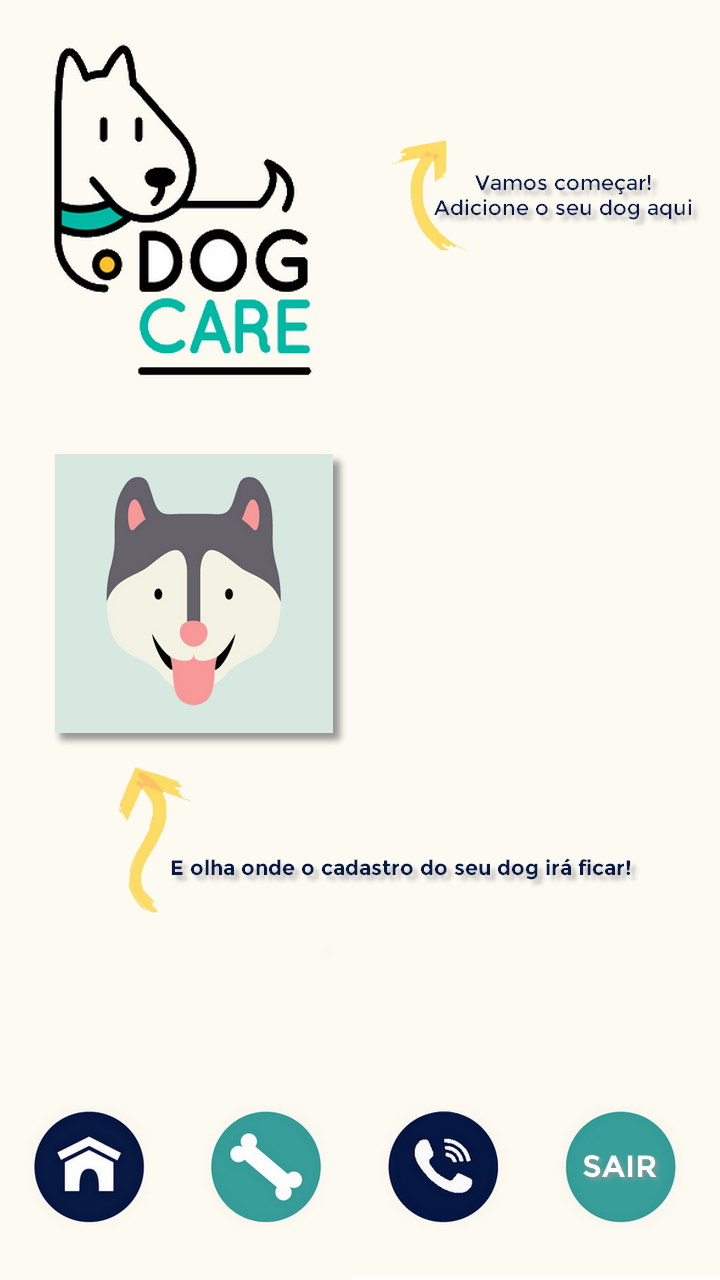 DOG
CARE
Vamos começar!
Adicione o seu dog aqui
E olha onde o cadastro do seu dog irá ficar!
SAIR